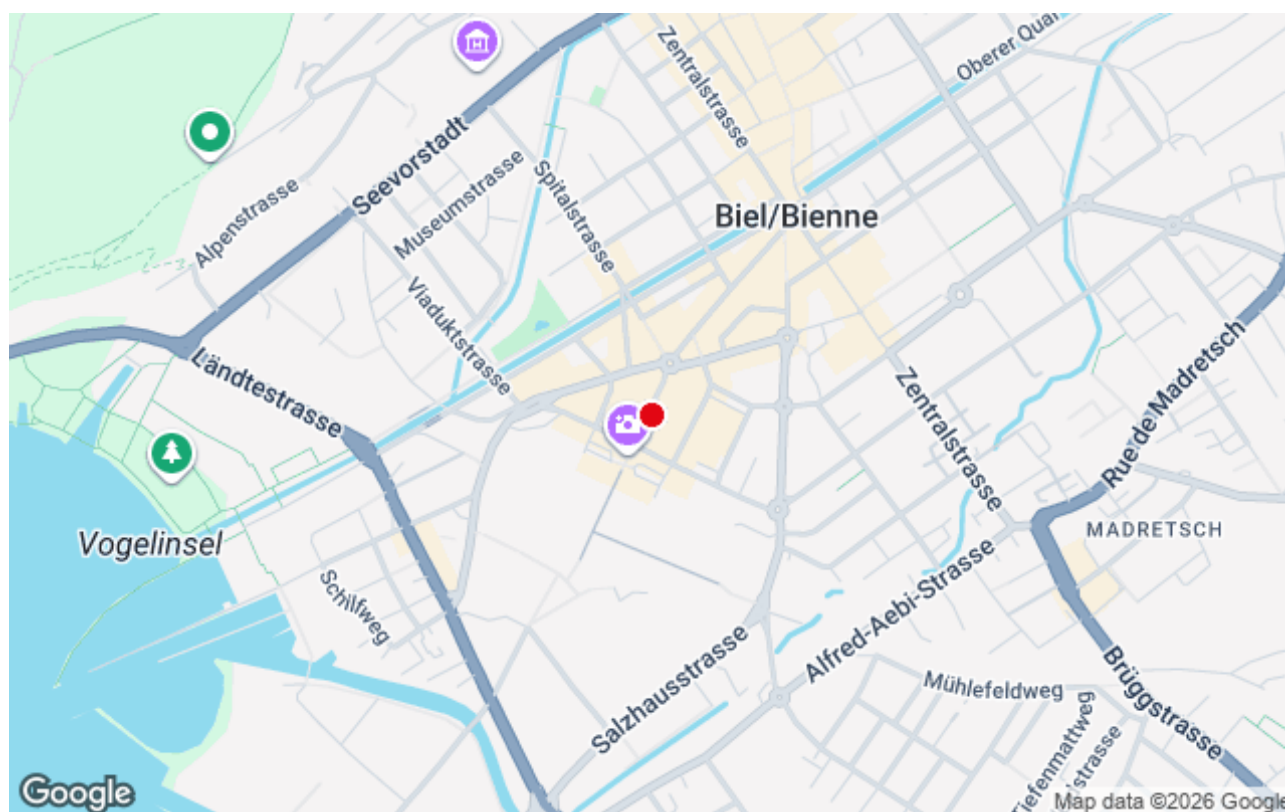 Oberer Quai
Zentralstrasse
Seevorstadt
Museumstrasse
Spitalstrasse
Alpenstrasse
Biel/Bienne
Viaduktstrasse
Ländtestrasse
Rue de Madretsch
Zentralstrasse
Vogelinsel
MADRETSCH
Schilfweg
Alfred-Aebi-Strasse
Salzhausstrasse
Mühlefeldweg
Brüggstrasse
Tiefenmattweg
Google
Map data ©2026 Google